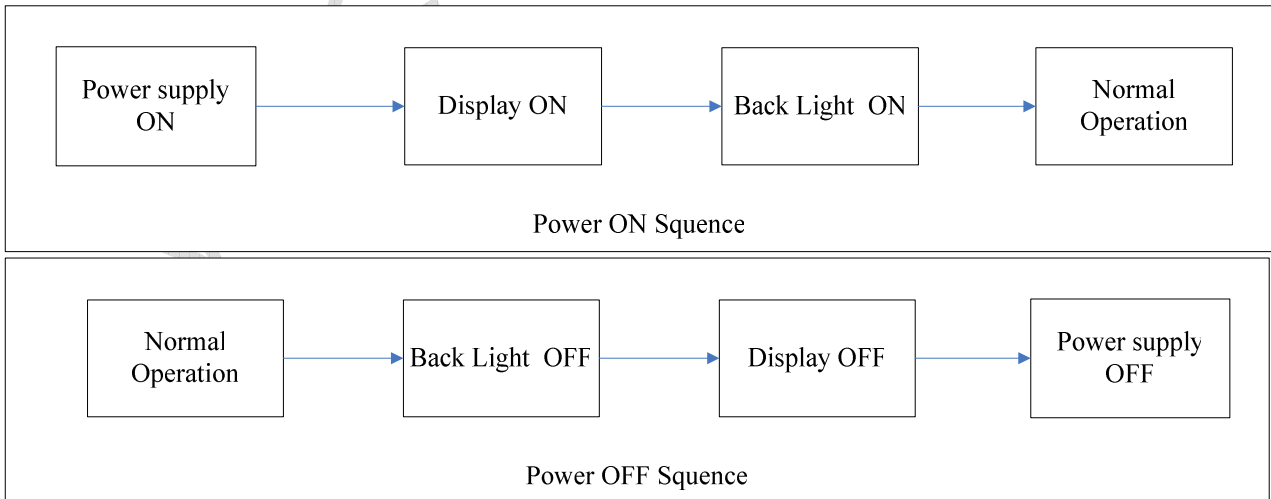 Power supply
ON
Display ON
Back Light ON
Normal
Operation
Power ON Squence
Normal
Operation
Back Light OFF
Display OFF
Power supply
OFF
Power OFF Squence